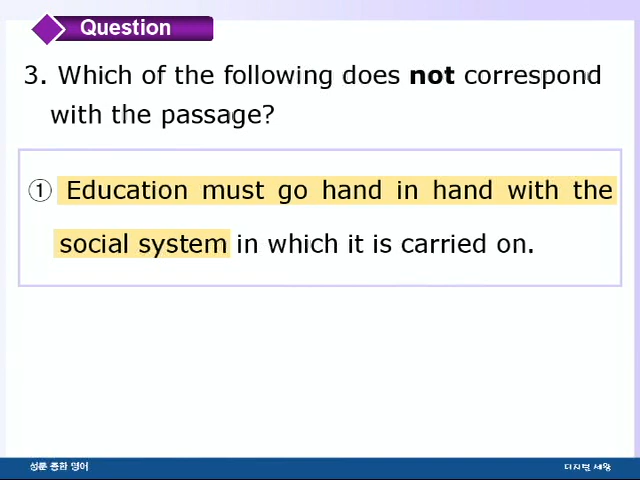 Question
3. Which of the following does not correspond
with the passage?
① Education must go hand in hand with the
social system in which it is carried on.
성문 종합 영어
디지털 세왕